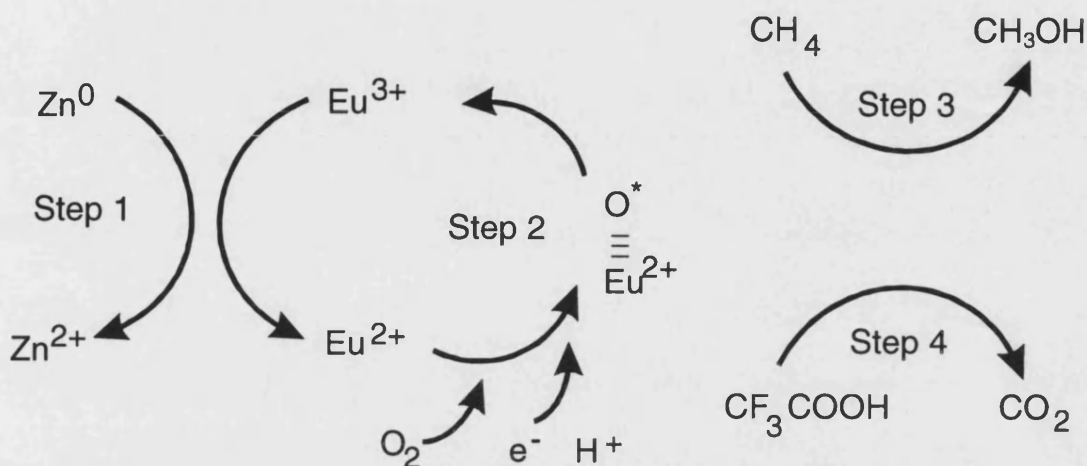 CH₄ CH₃OH
Zn⁰ Eu³⁺ Step 3
Step 1 Step 2 O*
Eu²⁺
Zn²⁺ Eu²⁺ Step 4
CF₃COOH CO₂
O₂ e⁻ H⁺